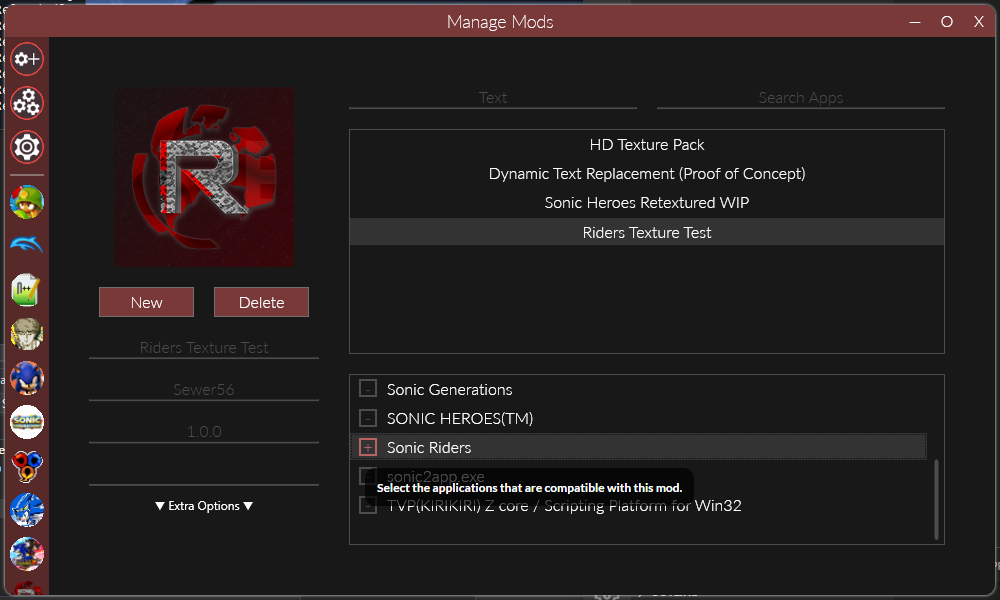 Manage Mods
Text
Search Apps
HD Texture Pack
Dynamic Text Replacement (Proof of Concept)
Sonic Heroes Retextured WIP
Riders Texture Test
New
Delete
Riders Texture Test
Sewer56
1.0.0
▼ Extra Options ▼
- Sonic Generations
- SONIC HEROES(TM)
+ Sonic Riders
sonic2app.exe
Select the applications that are compatible with this mod.
- TVP(KIRIKIRI) Z core / Scripting Platform for Win32